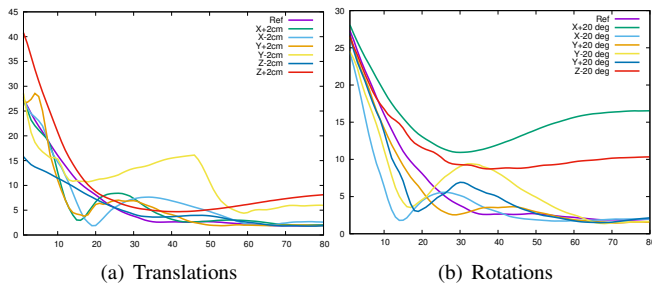 45
40
35
30
25
20
15
10
5
0
10 20 30 40 50 60 70 80
Ref
X+2cm
X-2cm
Y+2cm
Y-2cm
Z-2cm
Z+2cm
(a) Translations
30
25
20
15
10
5
0
10 20 30 40 50 60 70 80
Ref
X+20 deg
X-20 deg
Y+20 deg
Y-20 deg
Y+20 deg
Z-20 deg
(b) Rotations